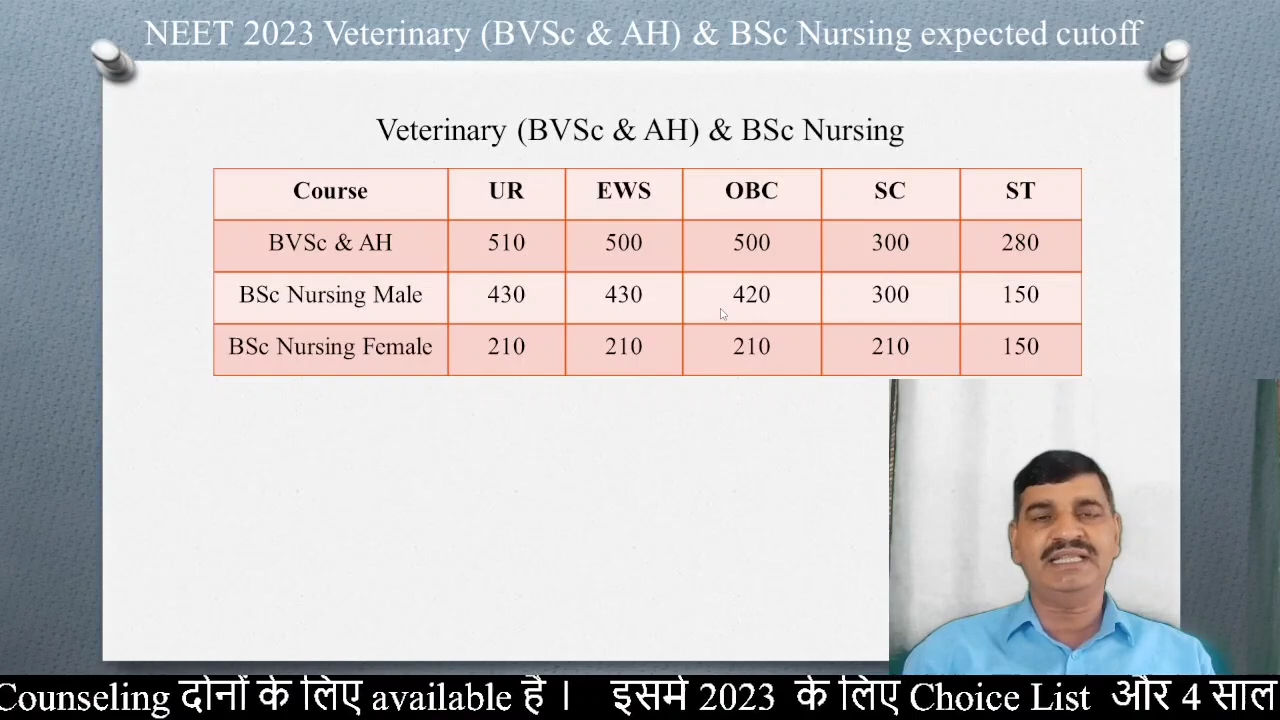 NEET 2023 Veterinary (BVSc & AH) & BSc Nursing expected cutoff
Veterinary (BVSc & AH) & BSc Nursing
Course UR EWS OBC SC ST
BVSc & AH 510 500 500 300 280
BSc Nursing Male 430 430 420 300 150
BSc Nursing Female 210 210 210 210 150
Counseling दोनों के लिए available हैं । इसमें 2023 के लिए Choice List और 4 साल